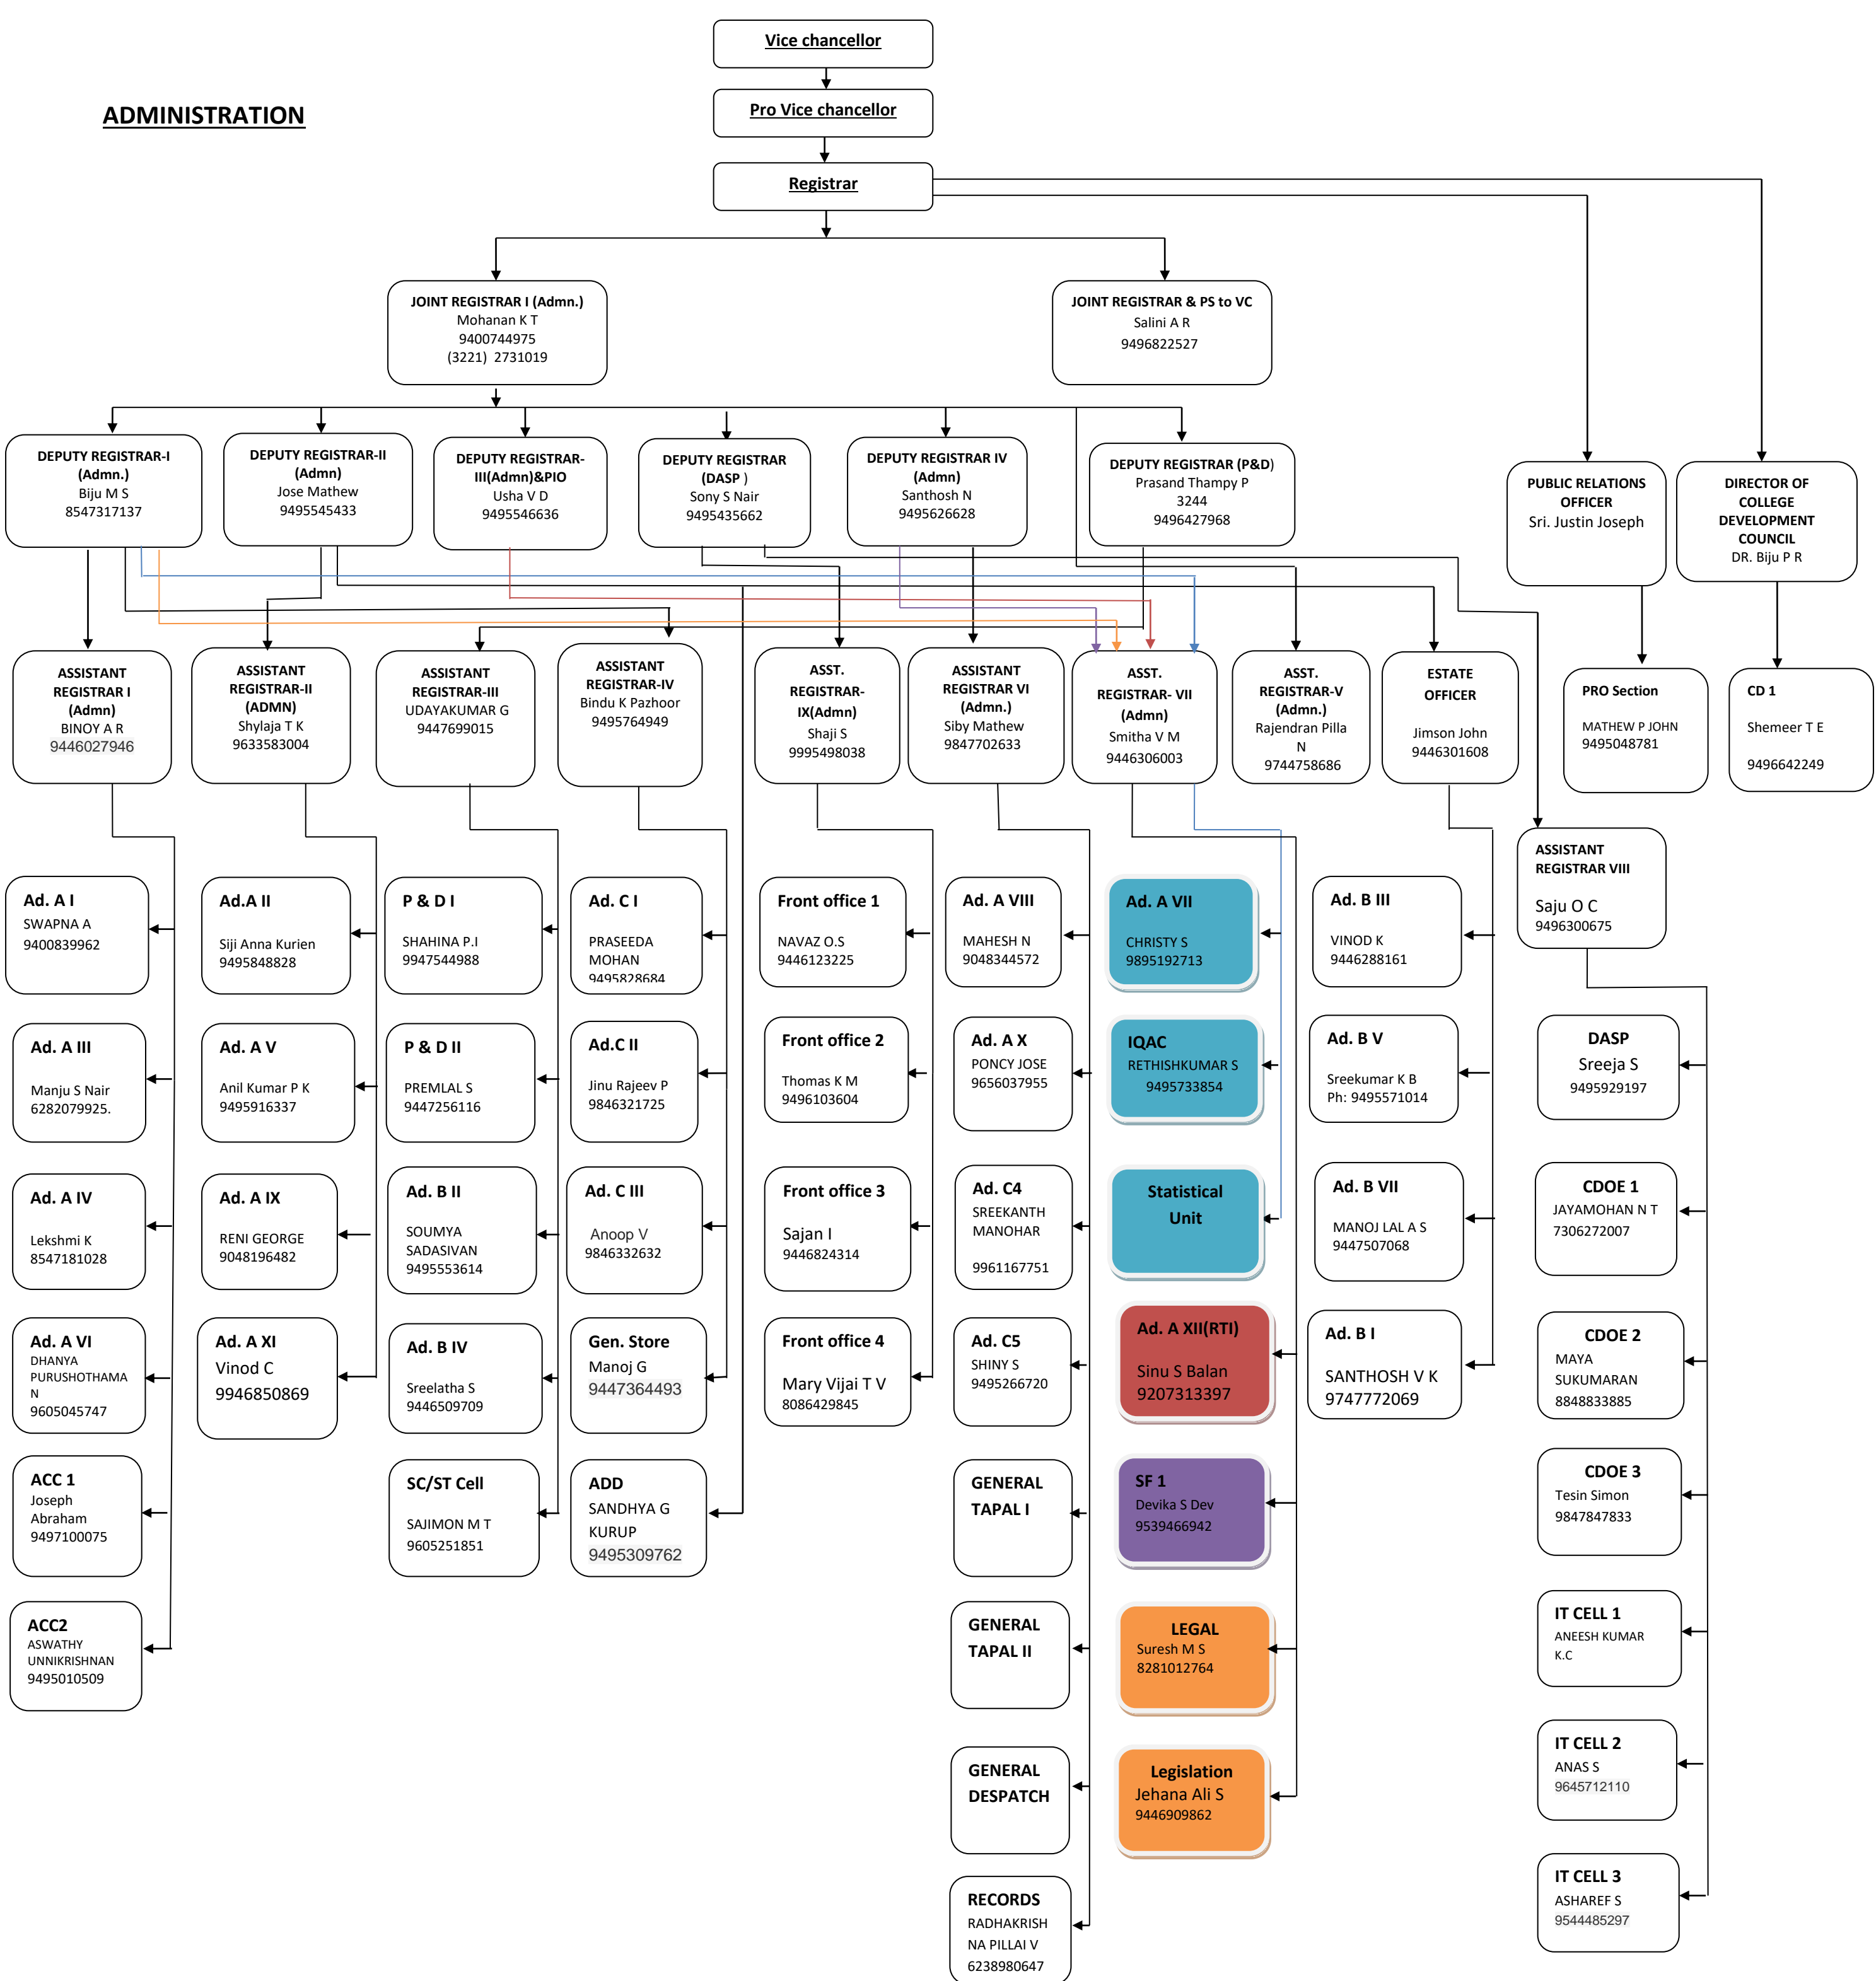 Vice chancellor
ADMINISTRATION
Pro Vice chancellor
Registrar
JOINT REGISTRAR I (Admn.)
Mohanan K T
9400744975
(3221) 2731019
JOINT REGISTRAR & PS to VC
Salini A R
9496822527
DEPUTY REGISTRAR-I
(Admn.)
Biju M S
8547317137
DEPUTY REGISTRAR-II
(Admn)
Jose Mathew
9495545433
DEPUTY REGISTRAR-
III(Admn)&PIO
Usha V D
9495546636
DEPUTY REGISTRAR
(DASP )
Sony S Nair
9495435662
DEPUTY REGISTRAR IV
(Admn)
Santhosh N
9495626628
DEPUTY REGISTRAR (P&D)
Prasand Thampy P
3244
9496427968
PUBLIC RELATIONS
OFFICER
Sri. Justin Joseph
DIRECTOR OF
COLLEGE
DEVELOPMENT
COUNCIL
DR. Biju P R
ASSISTANT
REGISTRAR I
(Admn)
BINOY A R
9446027946
ASSISTANT
REGISTRAR-II
(ADMN)
Shylaja T K
9633583004
ASSISTANT
REGISTRAR-III
UDAYAKUMAR G
9447699015
ASSISTANT
REGISTRAR-IV
Bindu K Pazhoor
9495764949
ASST.
REGISTRAR-
IX(Admn)
Shaji S
9995498038
ASSISTANT
REGISTRAR VI
(Admn.)
Siby Mathew
9847702633
ASST.
REGISTRAR- VII
(Admn)
Smitha V M
9446306003
ASST.
REGISTRAR-V
(Admn.)
Rajendran Pilla
N
9744758686
ESTATE
OFFICER
Jimson John
9446301608
PRO Section
MATHEW P JOHN
9495048781
CD 1
Shemeer T E
9496642249
ASSISTANT
REGISTRAR VIII
Saju O C
9496300675
Ad. A I
SWAPNA A
9400839962
Ad.A II
Siji Anna Kurien
9495848828
P & D I
SHAHINA P.I
9947544988
Ad. C I
PRASEEDA
MOHAN
9495828684
Front office 1
NAVAZ O.S
9446123225
Ad. A VIII
MAHESH N
9048344572
Ad. A VII
CHRISTY S
9895192713
Ad. B III
VINOD K
9446288161
Ad. A III
Manju S Nair
6282079925.
Ad. A V
Anil Kumar P K
9495916337
P & D II
PREMLAL S
9447256116
Ad.C II
Jinu Rajeev P
9846321725
Front office 2
Thomas K M
9496103604
Ad. A X
PONCY JOSE
9656037955
IQAC
RETHISHKUMAR S
9495733854
Ad. B V
Sreekumar K B
Ph: 9495571014
DASP
Sreeja S
9495929197
Ad. A IV
Lekshmi K
8547181028
Ad. A IX
RENI GEORGE
9048196482
Ad. B II
SOUMYA
SADASIVAN
9495553614
Ad. C III
Anoop V
9846332632
Front office 3
Sajan I
9446824314
Ad. C4
SREEKANTH
MANOHAR
9961167751
Statistical
Unit
Ad. B VII
MANOJ LAL A S
9447507068
CDOE 1
JAYAMOHAN N T
7306272007
Ad. A VI
DHANYA
PURUSHOTHAMA
N
9605045747
Ad. A XI
Vinod C
9946850869
Ad. B IV
Sreelatha S
9446509709
Gen. Store
Manoj G
9447364493
Front office 4
Mary Vijai T V
8086429845
Ad. C5
SHINY S
9495266720
Ad. A XII(RTI)
Sinu S Balan
9207313397
Ad. B I
SANTHOSH V K
9747772069
CDOE 2
MAYA
SUKUMARAN
8848833885
ACC 1
Joseph
Abraham
9497100075
SC/ST Cell
SAJIMON M T
9605251851
ADD
SANDHYA G
KURUP
9495309762
GENERAL
TAPAL I
SF 1
Devika S Dev
9539466942
CDOE 3
Tesin Simon
9847847833
ACC2
ASWATHY
UNNIKRISHNAN
9495010509
GENERAL
TAPAL II
LEGAL
Suresh M S
8281012764
IT CELL 1
ANEESH KUMAR
K.C
GENERAL
DESPATCH
Legislation
Jehana Ali S
9446909862
IT CELL 2
ANAS S
9645712110
RECORDS
RADHAKRISH
NA PILLAI V
6238980647
IT CELL 3
ASHAREF S
9544485297